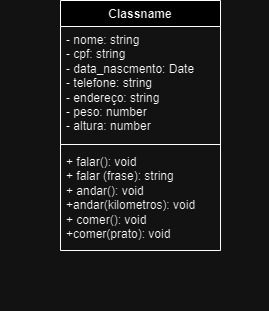 Classname
- nome: string
- cpf: string
- data_nascmento: Date
- telefone: string
- endereço: string
- peso: number
- altura: number
+ falar(): void
+ falar (frase): string
+ andar(): void
+andar(kilometros): void
+ comer(): void
+comer(prato): void